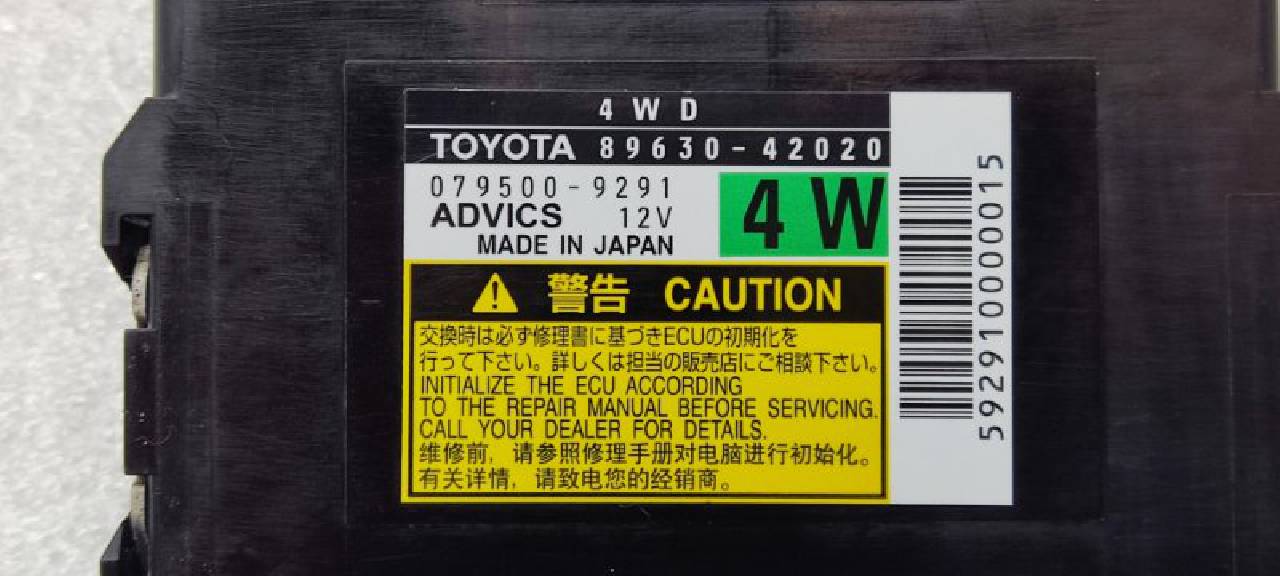 4WD
TOYOTA 89630-42020
079500-9291
ADVICS 12V
MADE IN JAPAN
4W
警告 CAUTION
交換時は必ず修理書に基づきECUの初期化を
行って下さい。詳しくは担当の販売店にご相談下さい。
INITIALIZE THE ECU ACCORDING
TO THE REPAIR MANUAL BEFORE SERVICING.
CALL YOUR DEALER FOR DETAILS.
维修前，请参照修理手册对电脑进行初始化。
有关详情，请致电您的经销商。
592910000015